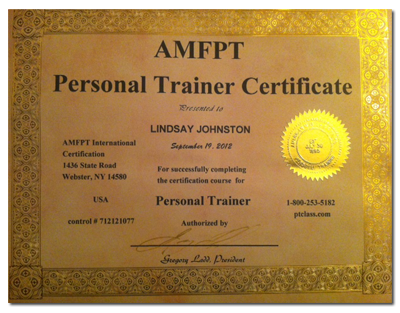 AMFPT
Personal Trainer Certificate
Presented to
LINDSAY JOHNSTON
September 19, 2012
AMFPT International
Certification
1436 State Road
Webster, NY 14580
For successfully completing
the certification course for
USA
Personal Trainer
1-800-253-5182
ptclass.com
control # 712121077
Authorized by
Gregory Ladd, President